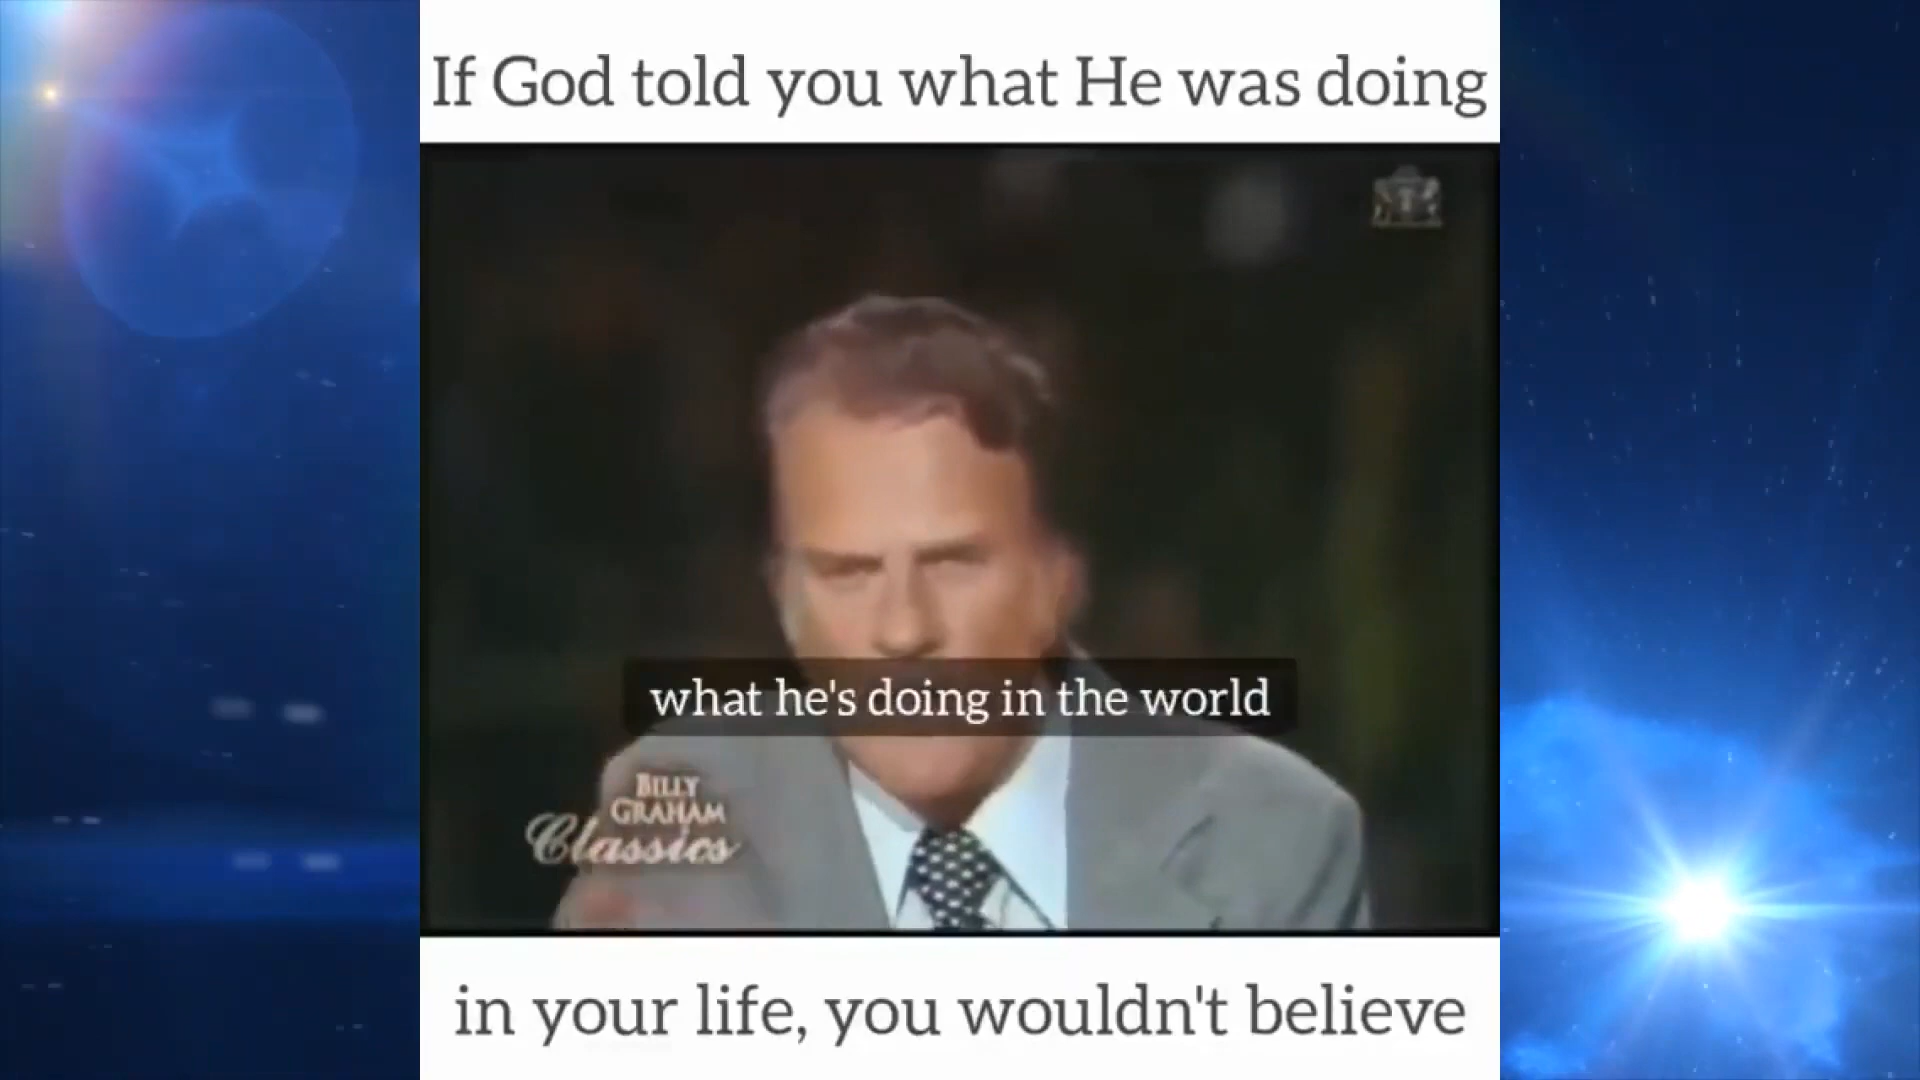 If God told you what He was doing
what he's doing in the world
BILLY
GRAHAM
Classics
in your life, you wouldn't believe